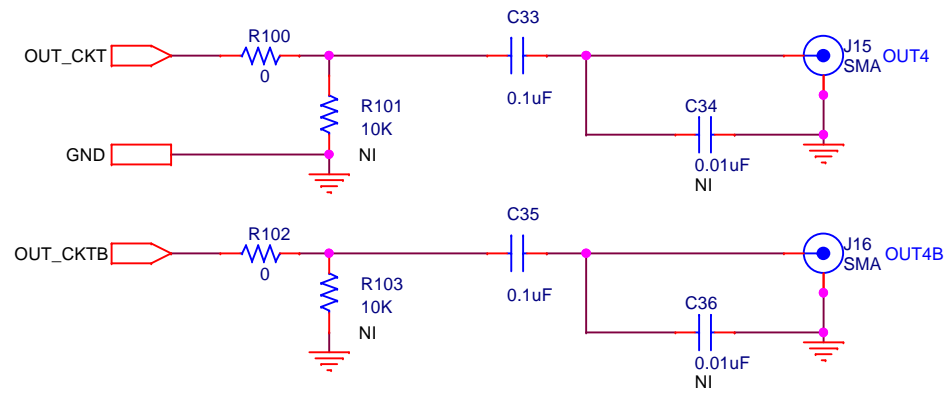 OUT_CKT
R100
0
R101
10K
NI
C33
0.1uF
C34
0.01uF
NI
J15
SMA
OUT4
GND
OUT_CKTB
R102
0
R103
10K
NI
C35
0.1uF
C36
0.01uF
NI
J16
SMA
OUT4B